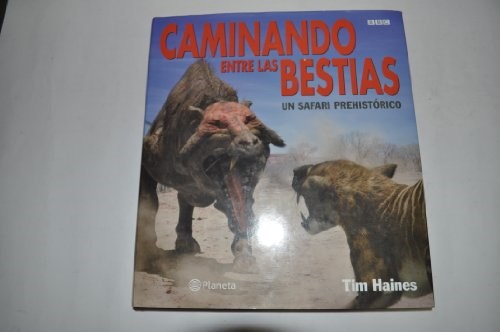 BBC
CAMINANDO
ENTRE LAS
BESTIAS
UN SAFARI PREHISTÓRICO
Planeta
Tim Haines